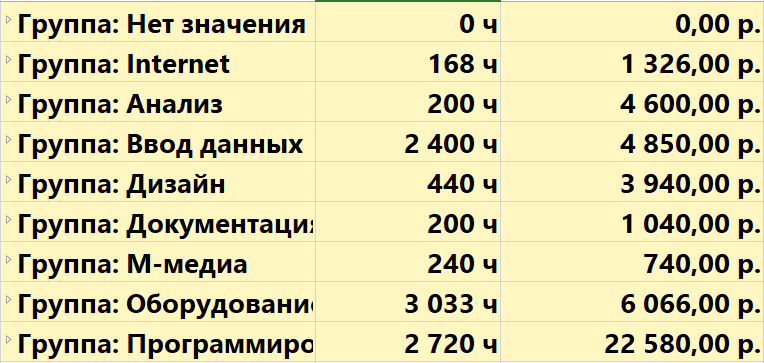 Группа: Нет значения 0 ч 0,00 р.
Группа: Internet 168 ч 1 326,00 р.
Группа: Анализ 200 ч 4 600,00 р.
Группа: Ввод данных 2 400 ч 4 850,00 р.
Группа: Дизайн 440 ч 3 940,00 р.
Группа: Документация 200 ч 1 040,00 р.
Группа: М-медиа 240 ч 740,00 р.
Группа: Оборудование 3 033 ч 6 066,00 р.
Группа: Программиро 2 720 ч 22 580,00 р.